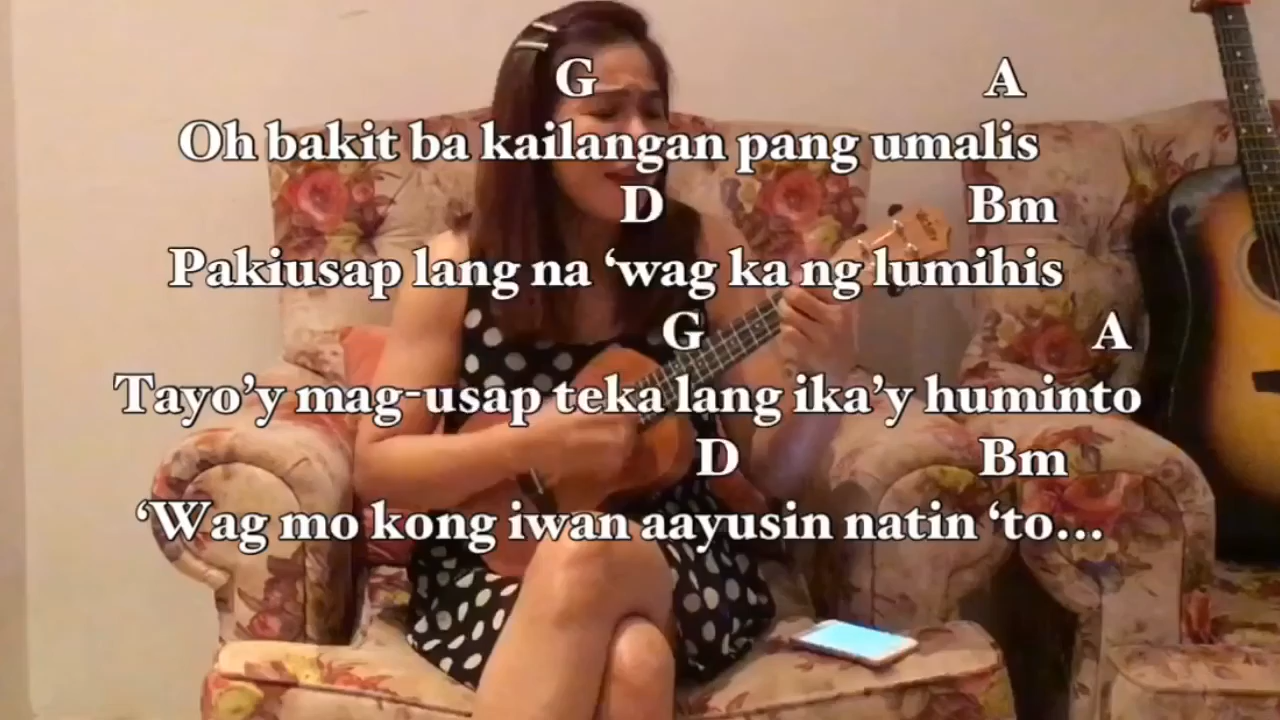 G A
Oh bakit ba kailangan pang umalis
D Bm
Pakiusap lang na ‘wag ka ng lumihis
G A
Tayo’y mag-usap teka lang ika’y huminto
D Bm
‘Wag mo kong iwan aayusin natin ‘to...